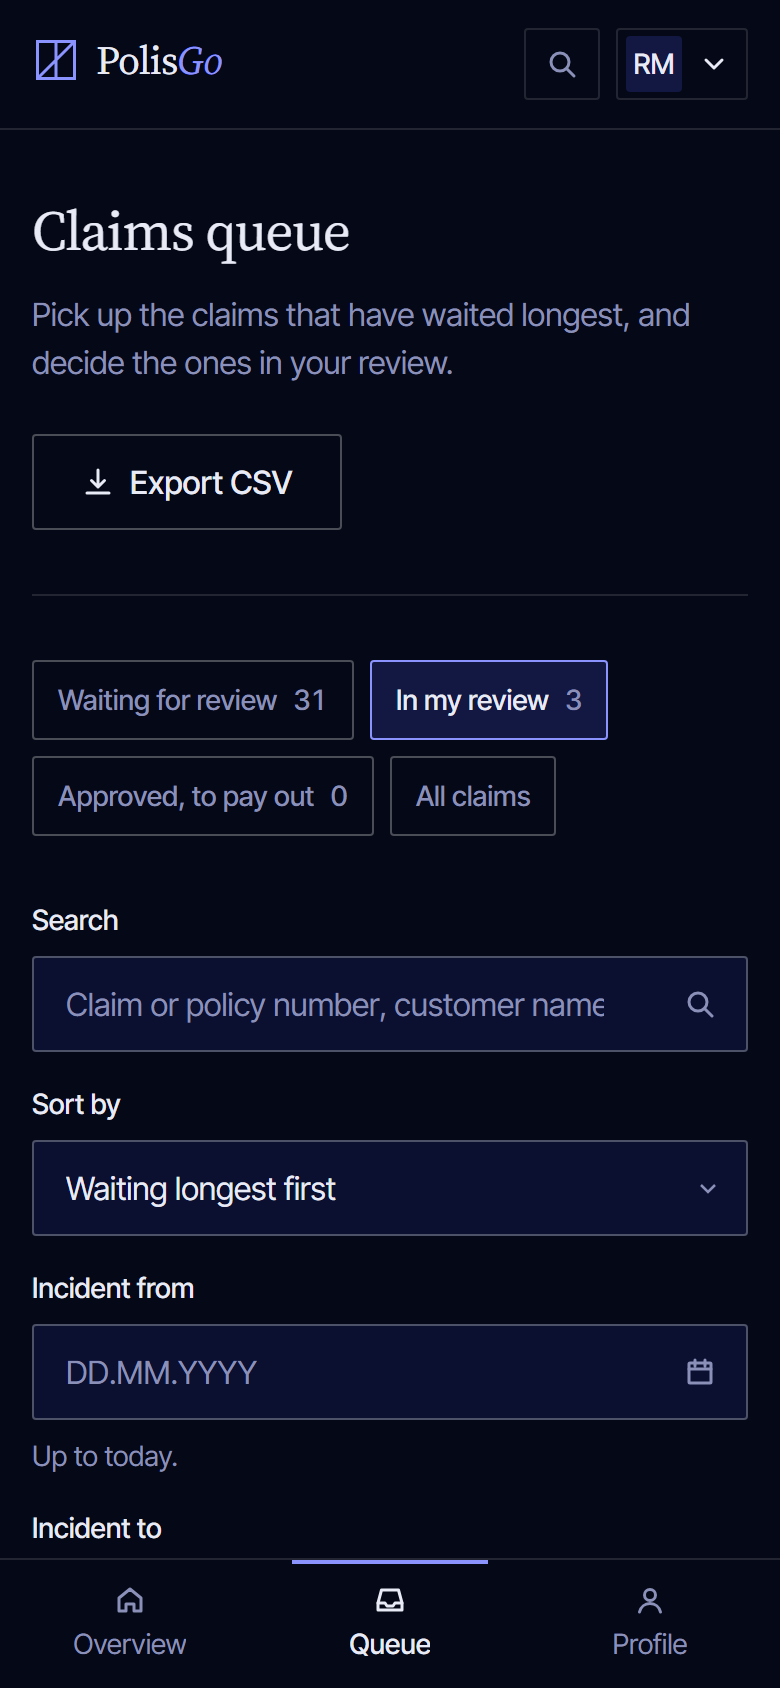 PolisGo
RM
Claims queue
Pick up the claims that have waited longest, and
decide the ones in your review.
Export CSV
Waiting for review 31
In my review 3
Approved, to pay out 0
All claims
Search
Claim or policy number, customer name
Sort by
Waiting longest first
Incident from
DD.MM.YYYY
Up to today.
Incident to
Overview
Queue
Profile